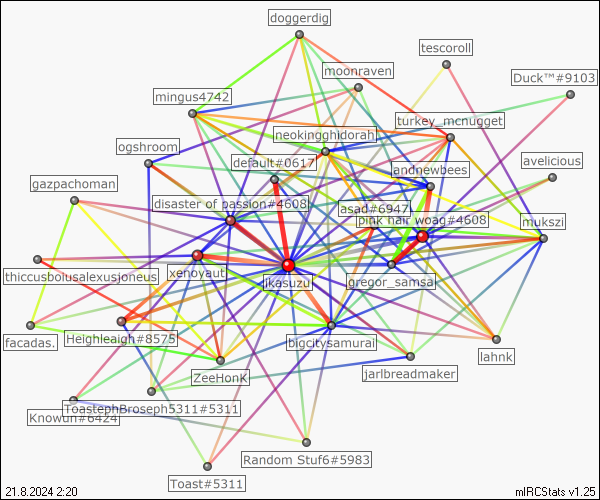 doggerdig
tescoroll
moonraven
Duck™#9103
mingus4742
turkey_mcnugget
neokingghidorah
ogshroom
default#0617
avelicious
andnewbees
gazpachoman
disaster of passion#4608
asad#6947
pink hair woag#4608
mukszi
thiccusboiusalexusjoneus
xenoyaut
jkasuzu
gregor_samsa
facadas.
Heighleaigh#8575
bigcitysamurai
lahnk
ZeeHonk
jarlbreadmaker
ToastephBroseph5311#5311
Knowun#6424
Random Stuf6#5983
Toast#5311
21.8.2024 2:20
mIRCStats v1.25